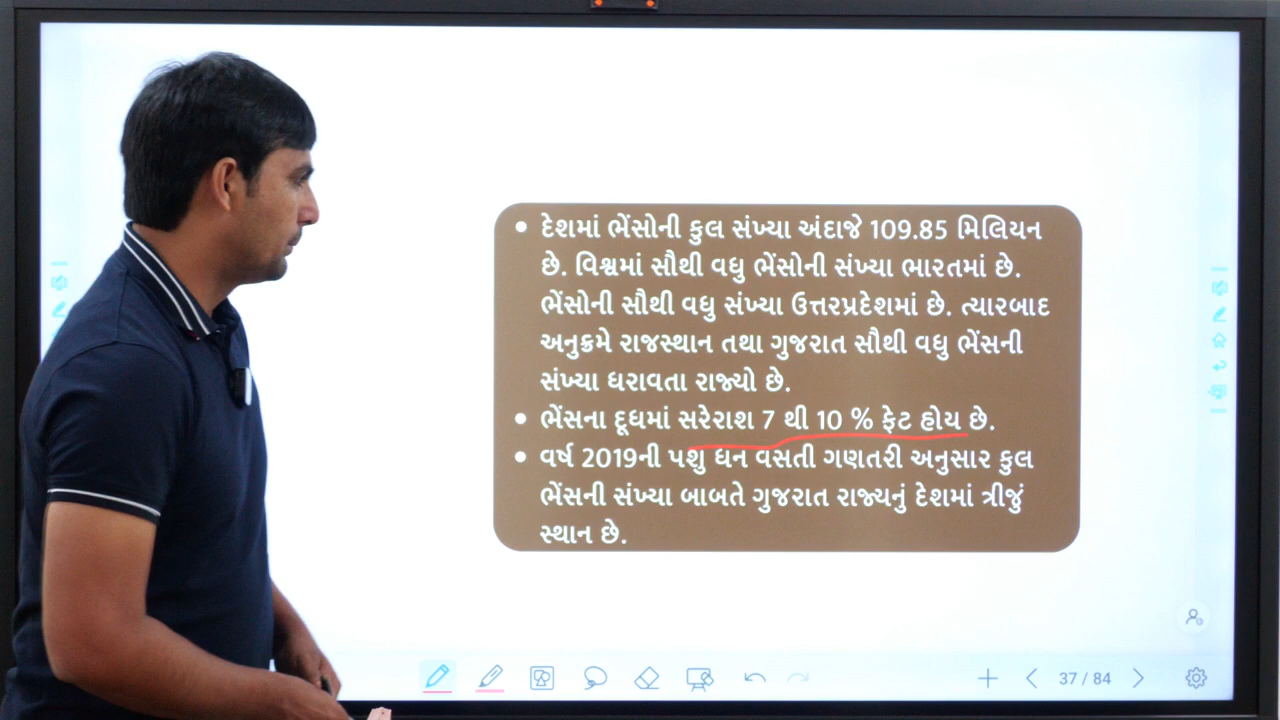 • દેશમાં ભેંસોની કુલ સંખ્યા અંદાજે 109.85 મિલિયન
છે. વિશ્વમાં સૌથી વધુ ભેંસોની સંખ્યા ભારતમાં છે.
ભેંસોની સૌથી વધુ સંખ્યા ઉત્તરપ્રદેશમાં છે. ત્યારબાદ
અનુક્રમે રાજસ્થાન તથા ગુજરાત સૌથી વધુ ભેંસની
સંખ્યા ધરાવતા રાજ્યો છે.
• ભેંસના દૂધમાં સરેરાશ 7 થી 10 % ફેટ હોય છે.
• વર્ષ 2019ની પશુ ધન વસતી ગણતરી અનુસાર કુલ
ભેંસની સંખ્યા બાબતે ગુજરાત રાજ્યનું દેશમાં ત્રીજું
સ્થાન છે.
37 / 84